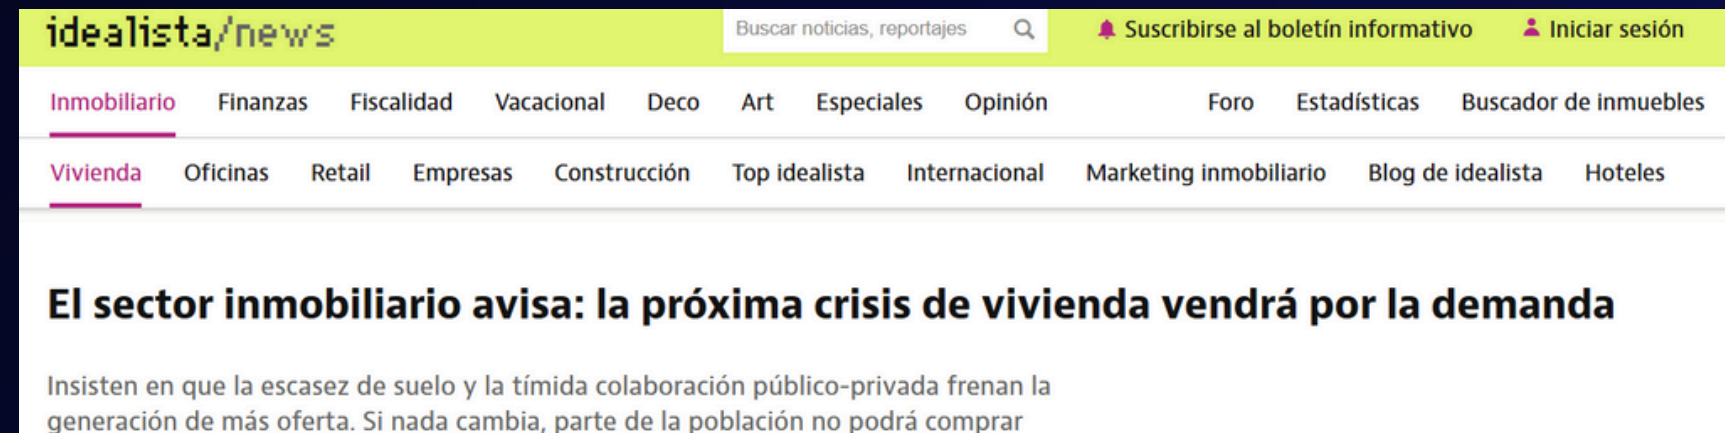 idealista/news
Buscar noticias, reportajes
Suscribirse al boletín informativo
Iniciar sesión
Inmobiliario Finanzas Fiscalidad Vacacional Deco Art Especiales Opinión Foro Estadísticas Buscador de inmuebles
Vivienda Oficinas Retail Empresas Construcción Top idealista Internacional Marketing inmobiliario Blog de idealista Hoteles
El sector inmobiliario avisa: la próxima crisis de vivienda vendrá por la demanda
Insisten en que la escasez de suelo y la tímida colaboración público-privada frenan la
generación de más oferta. Si nada cambia, parte de la población no podrá comprar